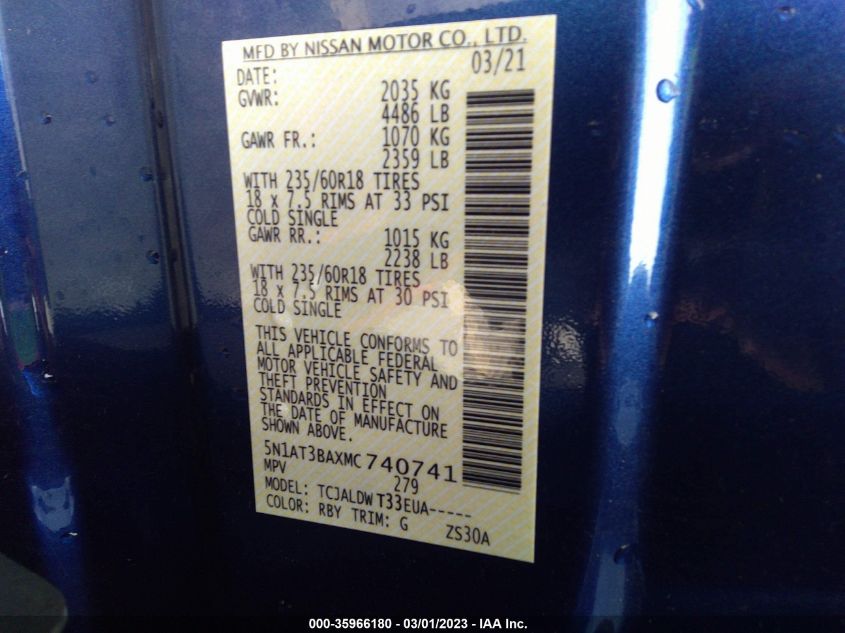 MFD BY NISSAN MOTOR CO., LTD.
DATE: 03/21
GVWR: 2035 KG
4486 LB
GAWR FR.: 1070 KG
2359 LB
WITH 235/60R18 TIRES
18 x 7.5 RIMS AT 33 PSI
COLD SINGLE
GAWR RR.: 1015 KG
2238 LB
WITH 235/60R18 TIRES
18 x 7.5 RIMS AT 30 PSI
COLD SINGLE
THIS VEHICLE CONFORMS TO
ALL APPLICABLE FEDERAL
MOTOR VEHICLE SAFETY AND
THEFT PREVENTION
STANDARDS IN EFFECT ON
THE DATE OF MANUFACTURE
SHOWN ABOVE.
5N1AT3BAXMC 740741
MPV 279
MODEL: TCJALDW T33EUA-----
COLOR: RBY TRIM: G ZS30A
000-35966180 - 03/01/2023 - IAA Inc.